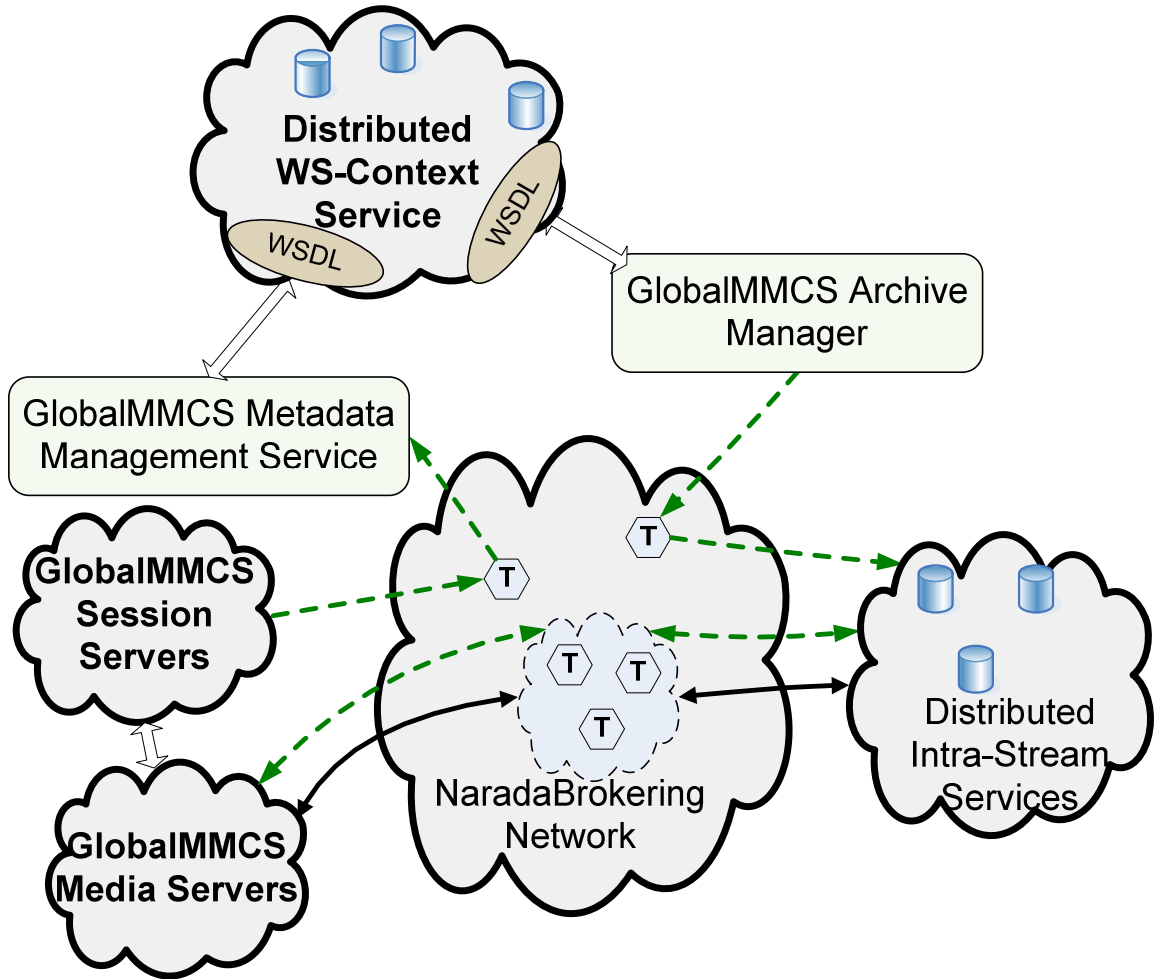 Distributed
WS-Context
Service
WSDL
WSDL
GlobalMMCS Archive
Manager
GlobalMMCS Metadata
Management Service
T
T
GlobalMMCS
Session
Servers
T
T
T
Distributed
Intra-Stream
Services
NaradaBrokering
Network
GlobalMMCS
Media Servers